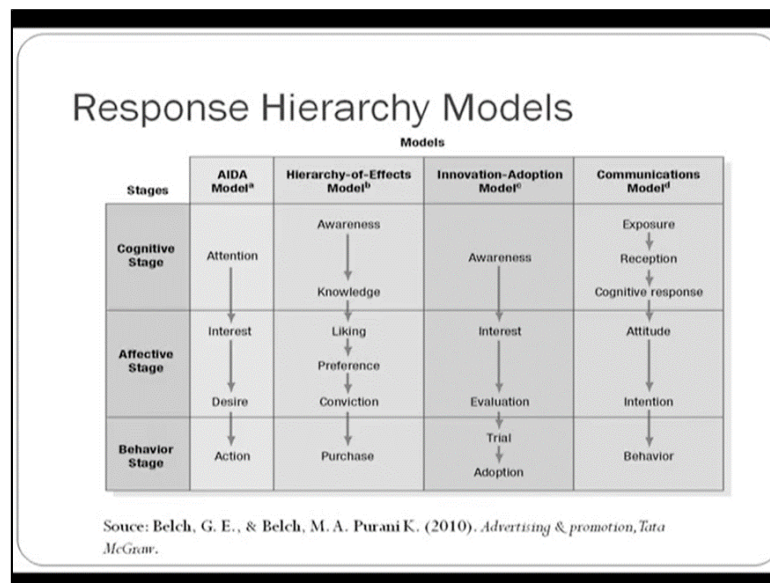 Response Hierarchy Models
Models
Stages
AIDA
Modelᵃ
Hierarchy-of-Effects
Modelᵇ
Innovation-Adoption
Modelᶜ
Communications
Modelᵈ
Cognitive
Stage
Attention
Awareness
Knowledge
Awareness
Exposure
Reception
Cognitive response
Affective
Stage
Interest
Desire
Liking
Preference
Conviction
Interest
Evaluation
Attitude
Intention
Behavior
Stage
Action
Purchase
Trial
Adoption
Behavior
Souce: Belch, G. E., & Belch, M. A. Purani K. (2010). Advertising & promotion, Tata
McGraw.